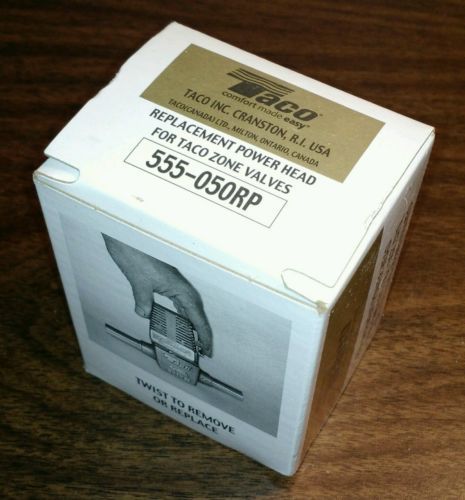 Taco
comfort made easy
TACO INC. CRANSTON, R.I. USA
TACO(CANADA) LTD., MILTON, ONTARIO, CANADA
REPLACEMENT POWER HEAD
FOR TACO ZONE VALVES
555-050RP
TWIST TO REMOVE
OR REPLACE